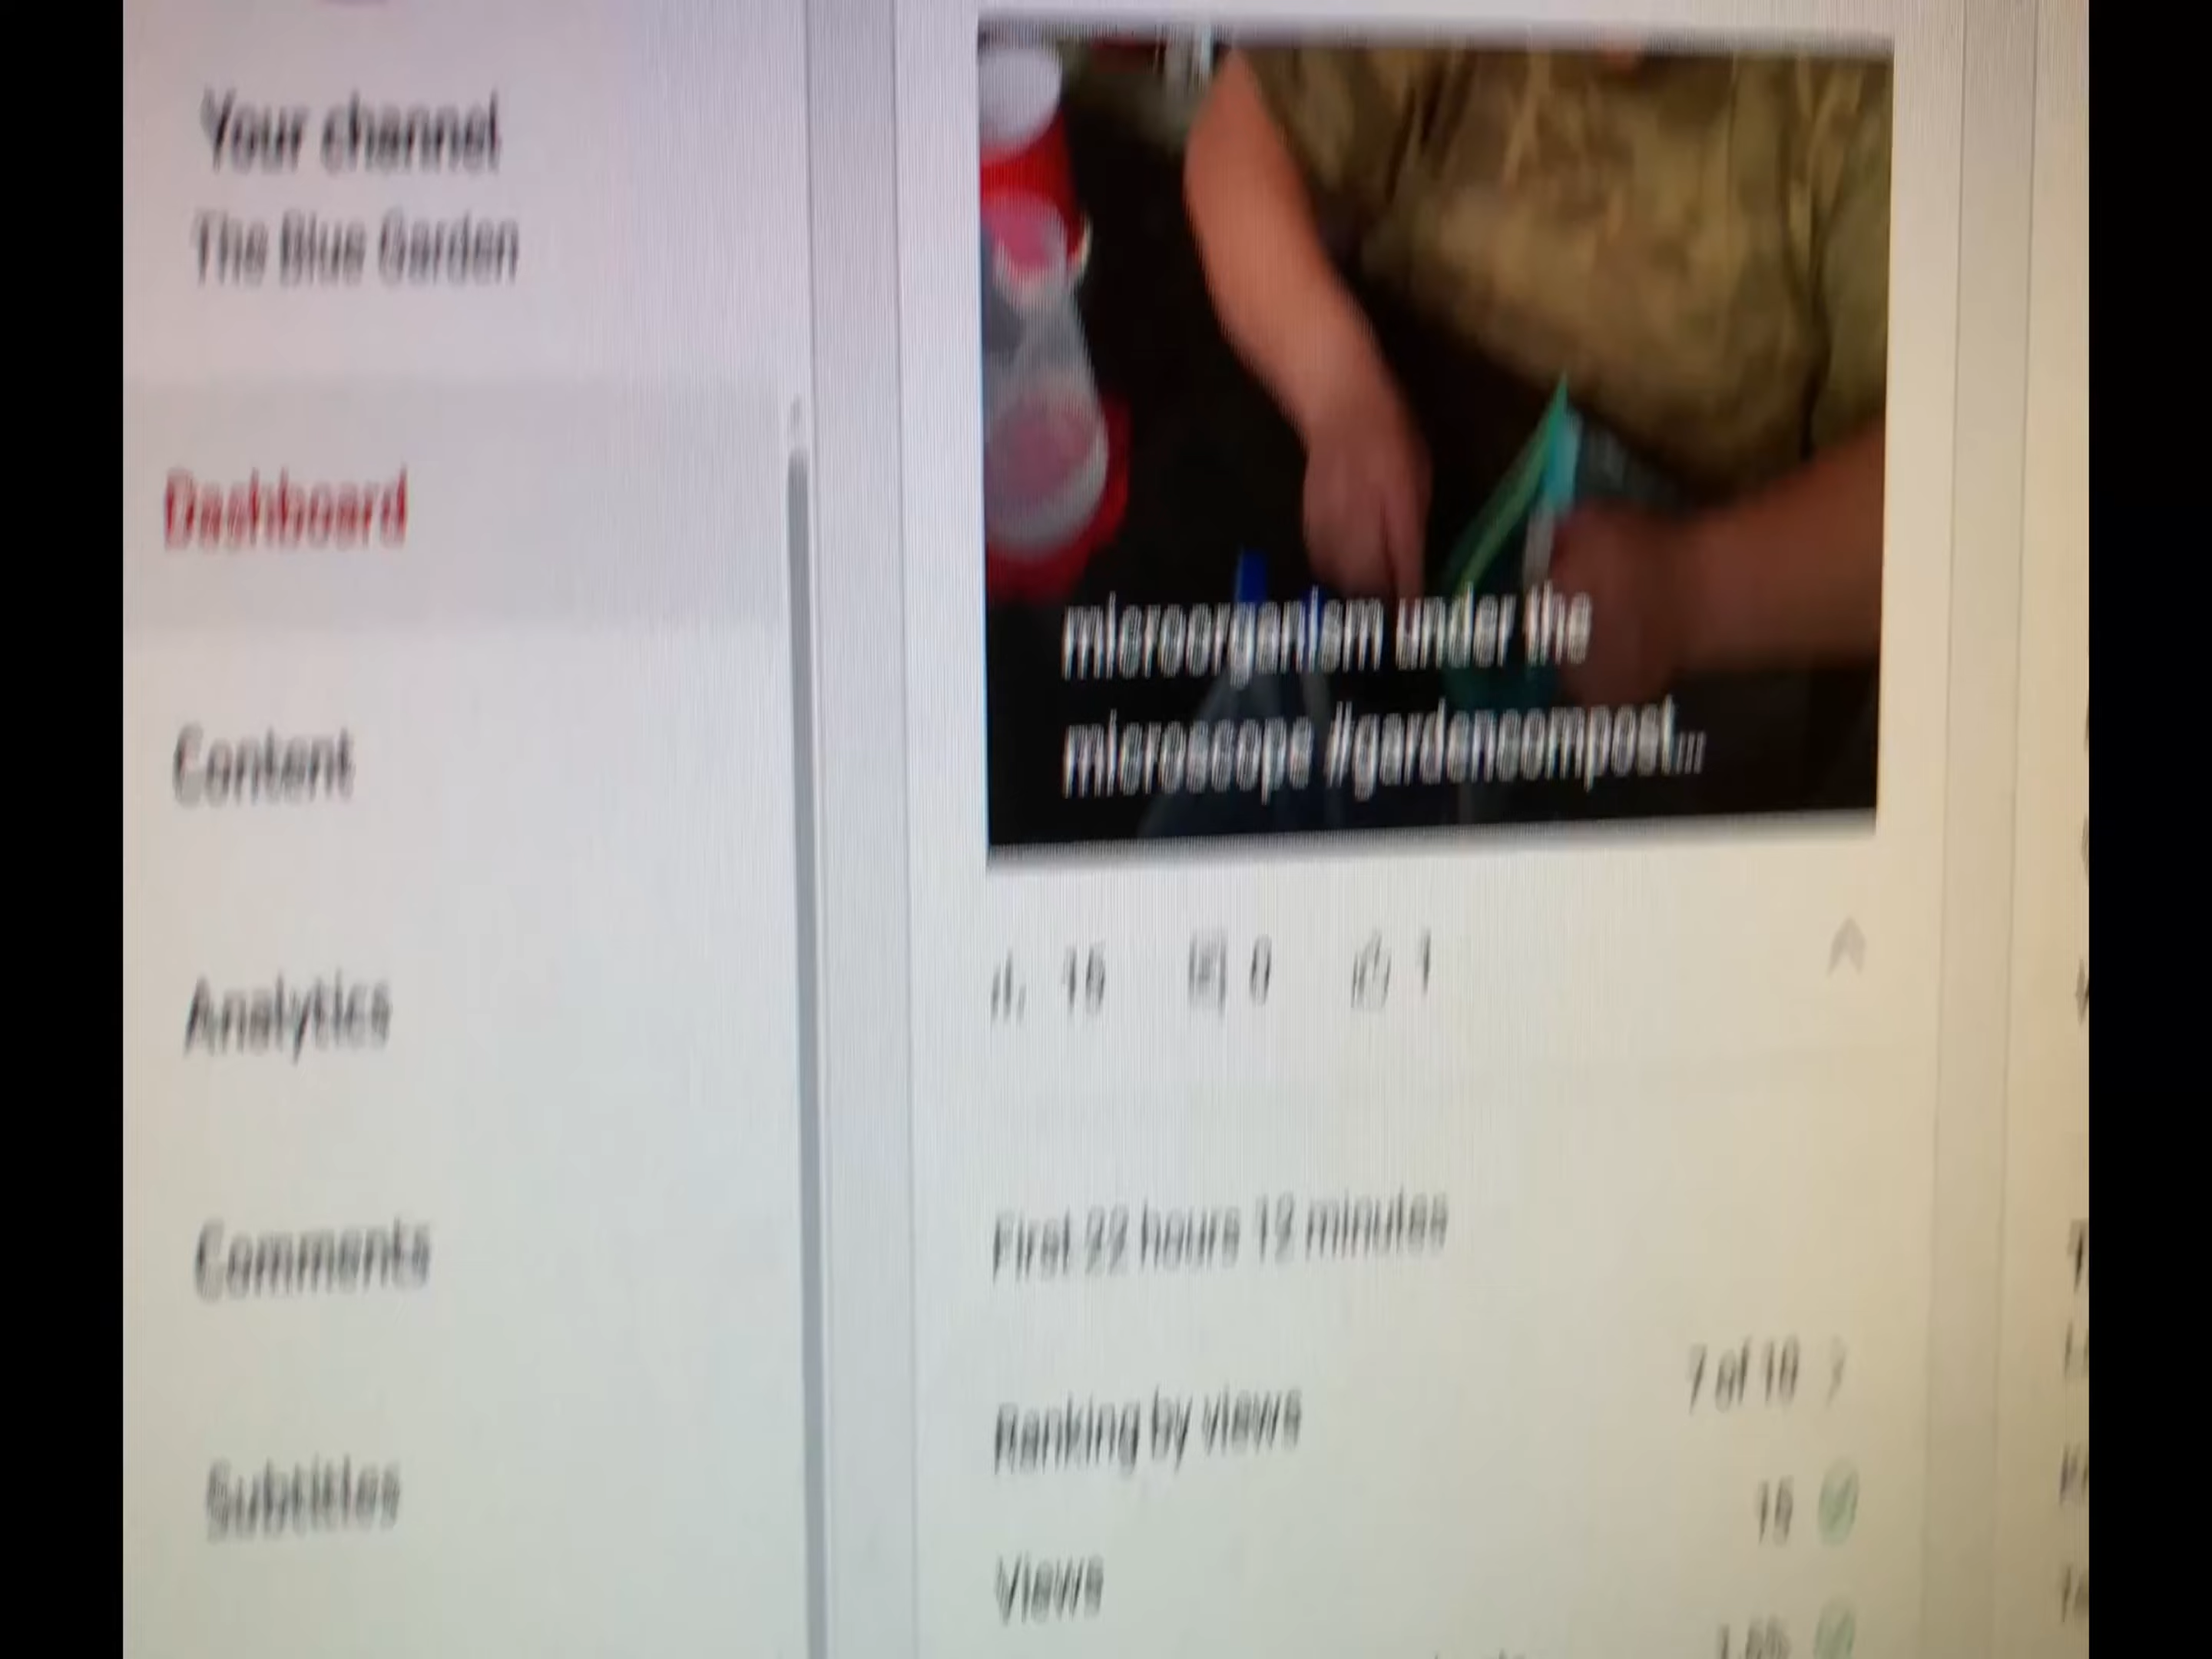 Your channel
The Blue Garden
Dashboard
Content
Analytics
Comments
Subtitles
microorganism under the
microscope #gardencompost...
16 0 1
First 22 hours 12 minutes
Ranking by views
7 of 10
Views
16